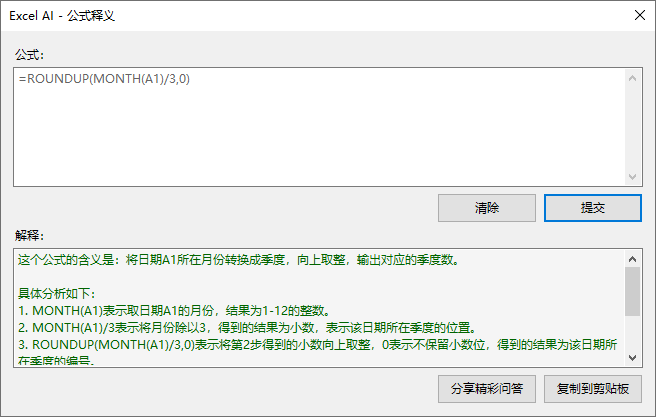 Excel AI - 公式释义
公式：
=ROUNDUP(MONTH(A1)/3,0)
清除
提交
解释：
这个公式的含义是：将日期A1所在月份转换成季度，向上取整，输出对应的季度数。
具体分析如下：
1. MONTH(A1)表示取日期A1的月份，结果为1-12的整数。
2. MONTH(A1)/3表示将月份除以3，得到的结果为小数，表示该日期所在季度的位置。
3. ROUNDUP(MONTH(A1)/3,0)表示将第2步得到的小数向上取整，0表示不保留小数位，得到的结果为该日期所
在季度的编号。
分享精彩问答
复制到剪贴板